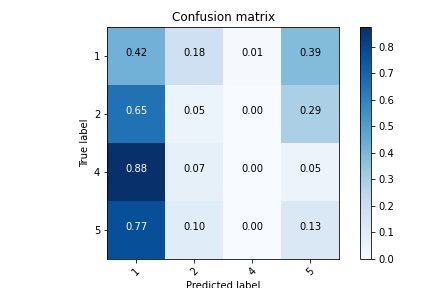 Confusion matrix
1 0.42 0.18 0.01 0.39
2 0.65 0.05 0.00 0.29
4 0.88 0.07 0.00 0.05
5 0.77 0.10 0.00 0.13
1 2 4 5
True label
Predicted label
0.8
0.7
0.6
0.5
0.4
0.3
0.2
0.1
0.0